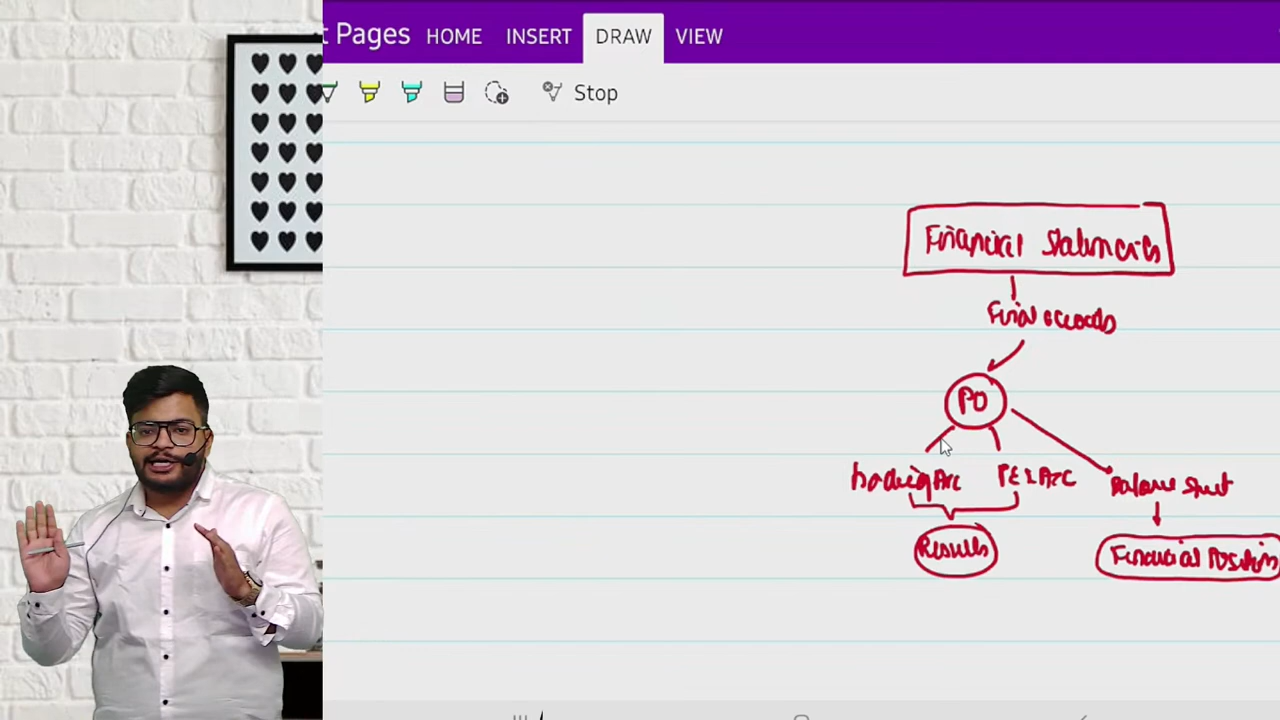 t Pages HOME INSERT DRAW VIEW
Stop
Financial Statements
Final accounts
PO
Trading A/c P&L A/c Balance Sheet
Results Financial Position